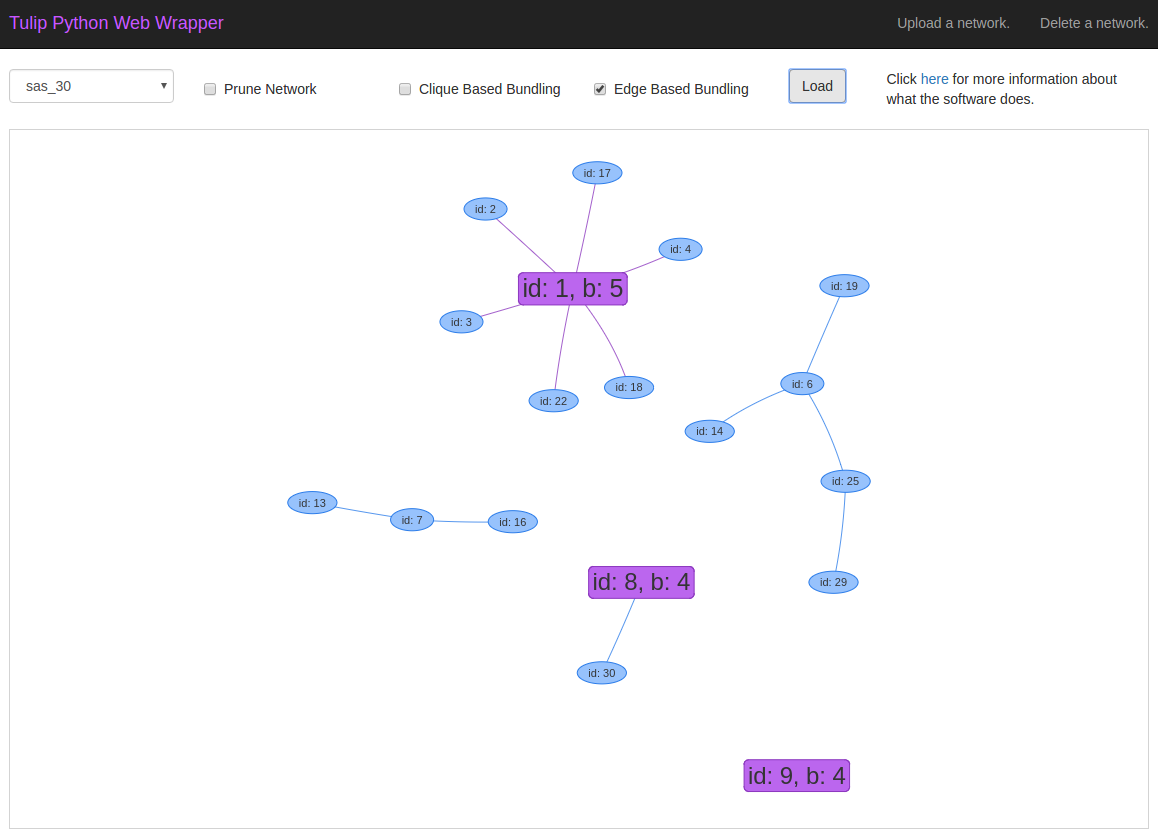 Tulip Python Web Wrapper
Upload a network.
Delete a network.
sas_30
Prune Network
Clique Based Bundling
Edge Based Bundling
Load
Click here for more information about
what the software does.
id: 17
id: 2
id: 4
id: 1, b: 5
id: 19
id: 3
id: 6
id: 18
id: 22
id: 14
id: 25
id: 13
id: 7
id: 16
id: 8, b: 4
id: 29
id: 30
id: 9, b: 4